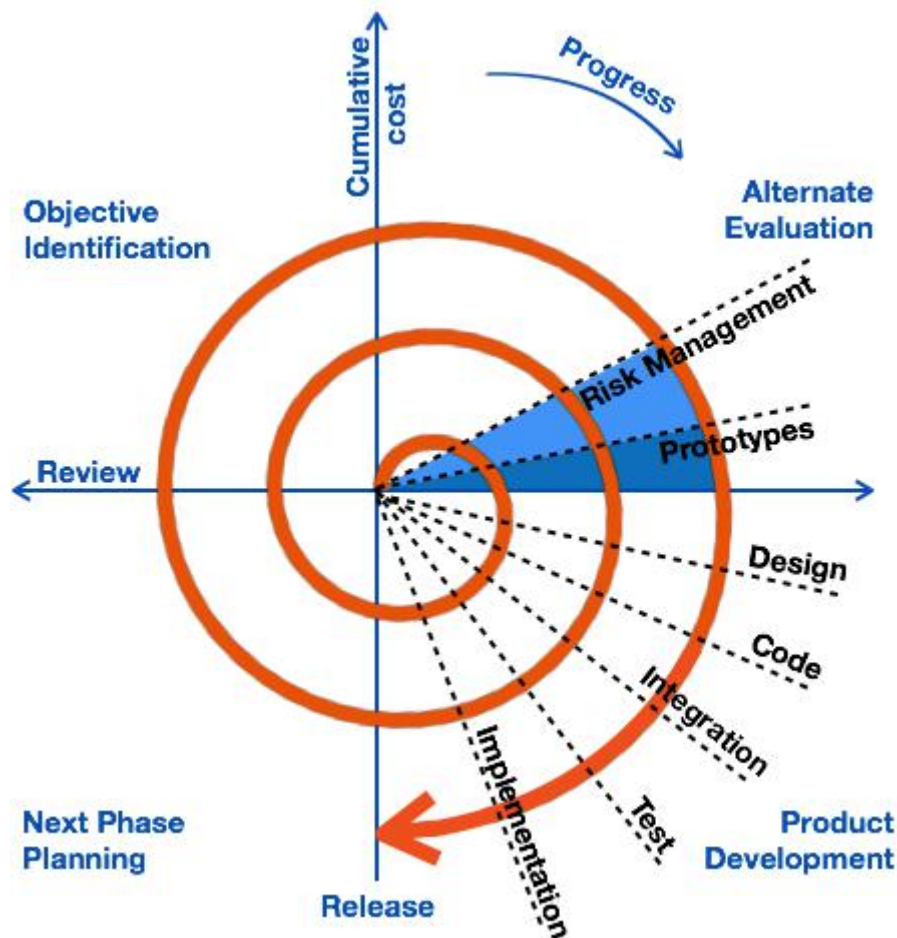 Cumulative
cost
Progress
Objective
Identification
Alternate
Evaluation
Risk Management
Prototypes
Review
Design
Code
Integration
Test
Implementation
Next Phase
Planning
Product
Development
Release